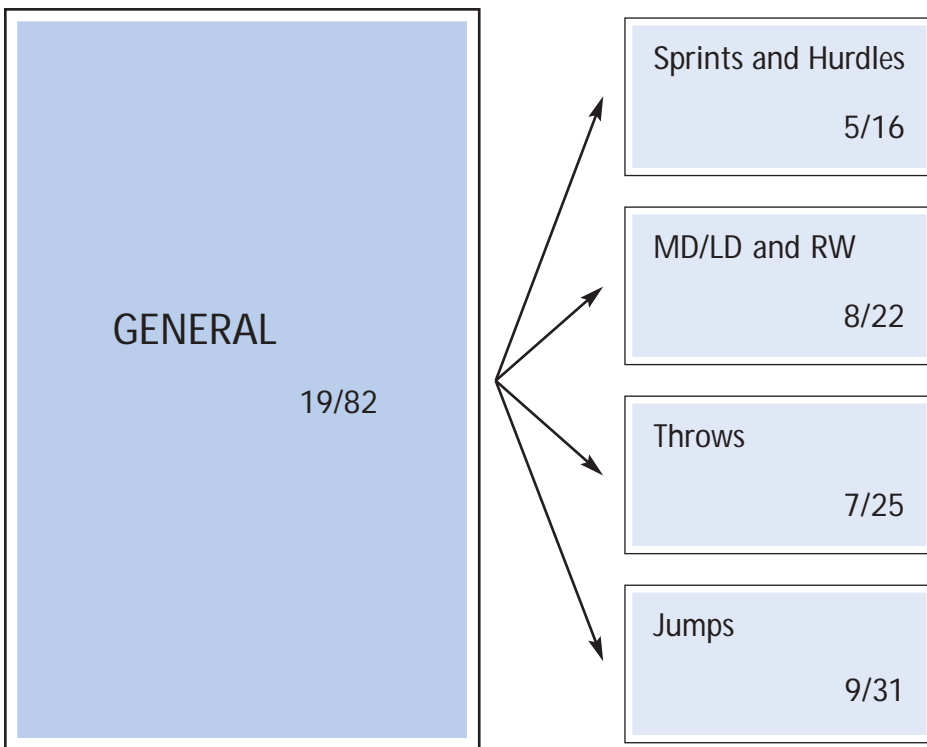 GENERAL
19/82
Sprints and Hurdles
5/16
MD/LD and RW
8/22
Throws
7/25
Jumps
9/31